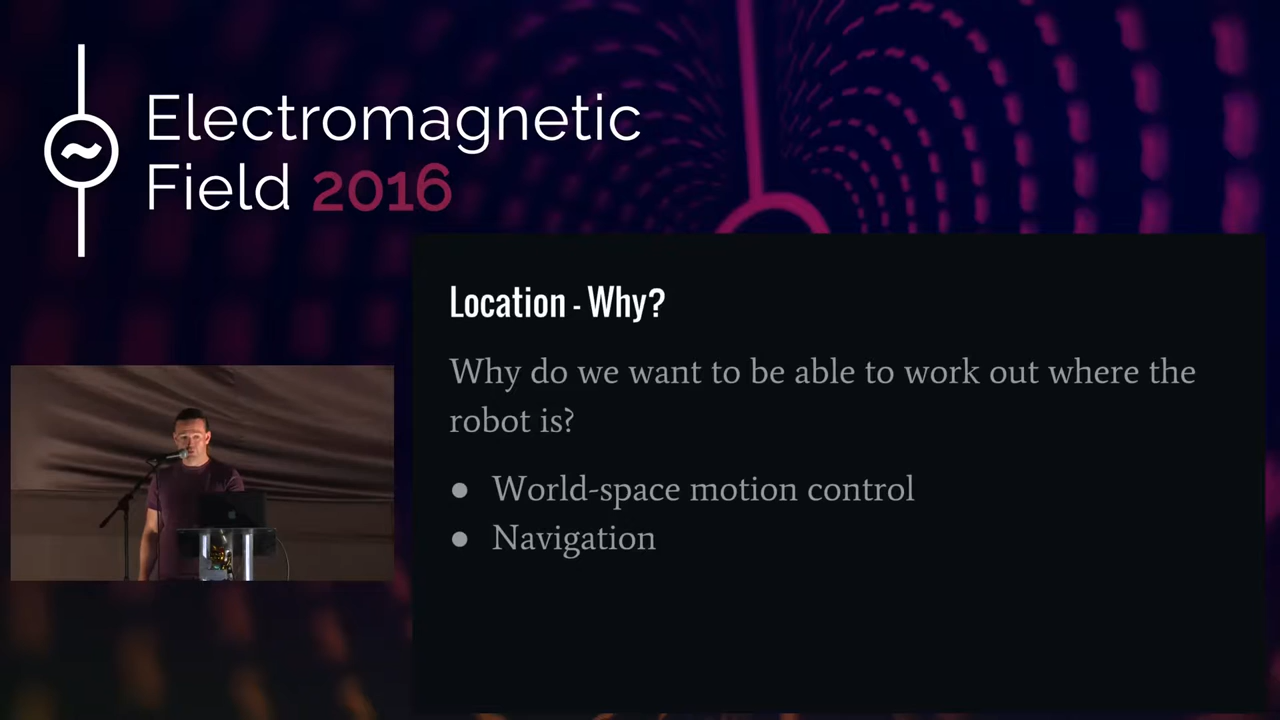 Electromagnetic
Field 2016
Location - Why?
Why do we want to be able to work out where the
robot is?
● World-space motion control
● Navigation